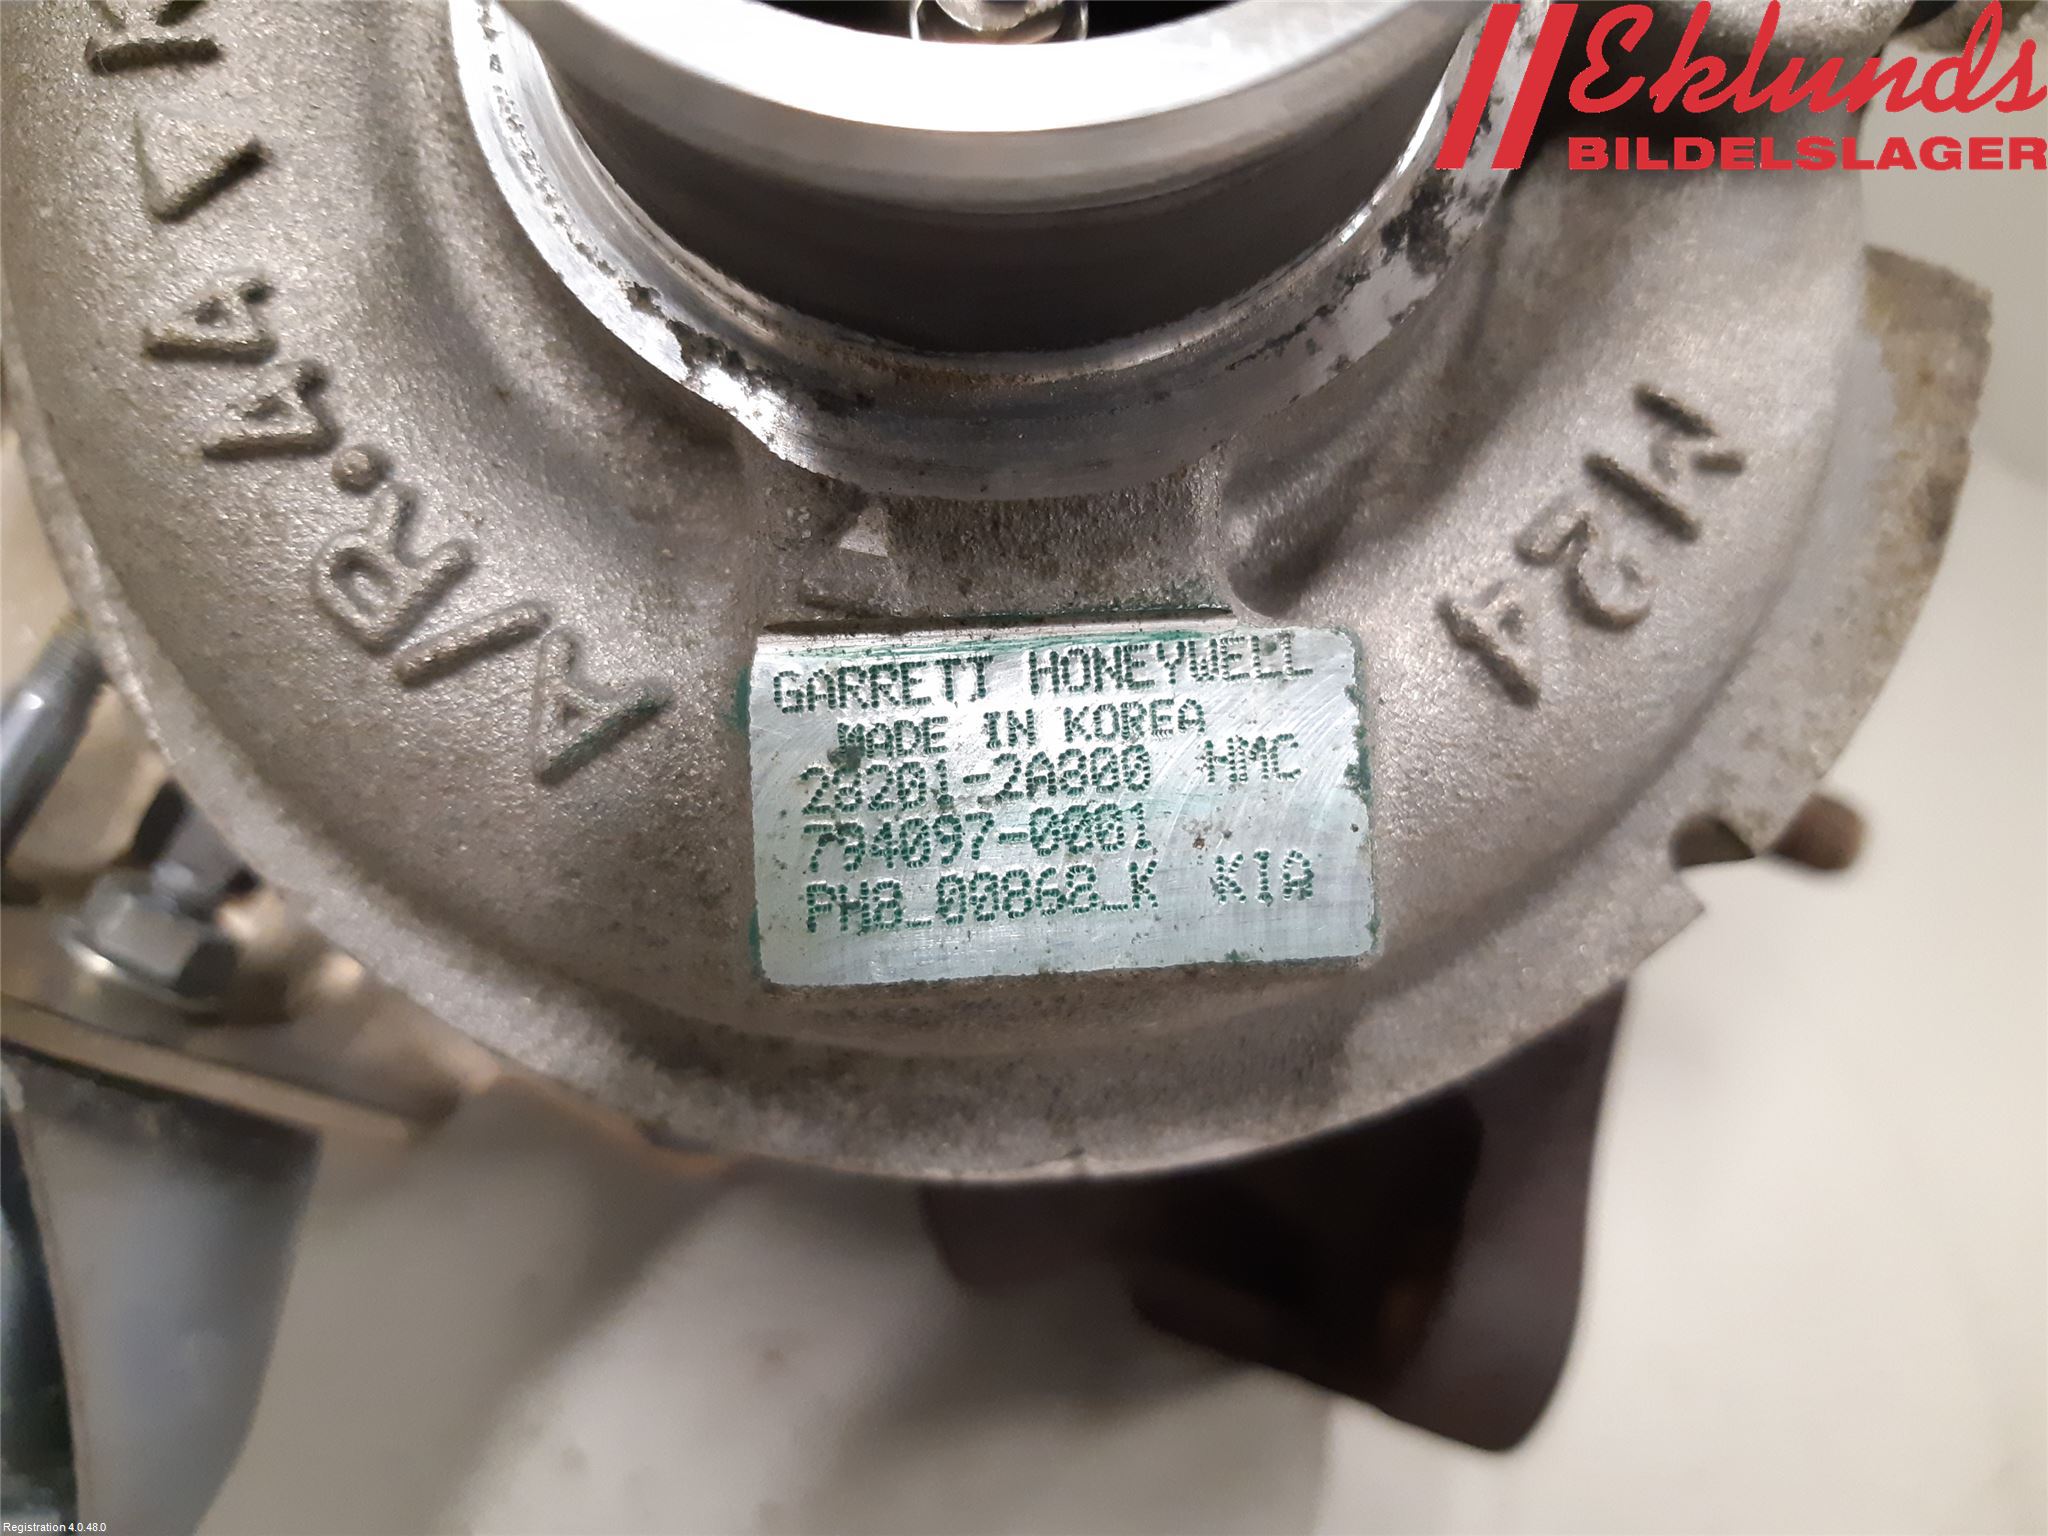 Eklunds
BILDELSLAGER
A/R.44
GARRETT HONEYWELL
MADE IN KOREA
28201-2A800 HMC
794097-0001
PH8_00868_K KIA
Registration 4.0.48.0